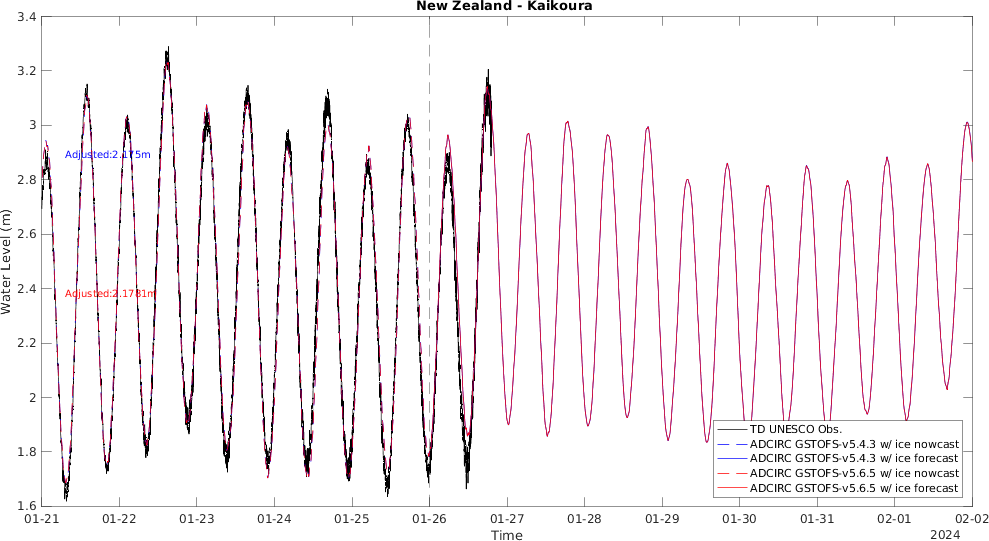 New Zealand - Kaikoura
3.4
3.2
3
2.8
2.6
2.4
2.2
2
1.8
1.6
Water Level (m)
Adjusted:2.175m
Adjusted:2.1781m
TD UNESCO Obs.
ADCIRC GSTOFS-v5.4.3 w/ ice nowcast
ADCIRC GSTOFS-v5.4.3 w/ ice forecast
ADCIRC GSTOFS-v5.6.5 w/ ice nowcast
ADCIRC GSTOFS-v5.6.5 w/ ice forecast
01-21 01-22 01-23 01-24 01-25 01-26 01-27 01-28 01-29 01-30 01-31 02-01 02-02
Time
2024